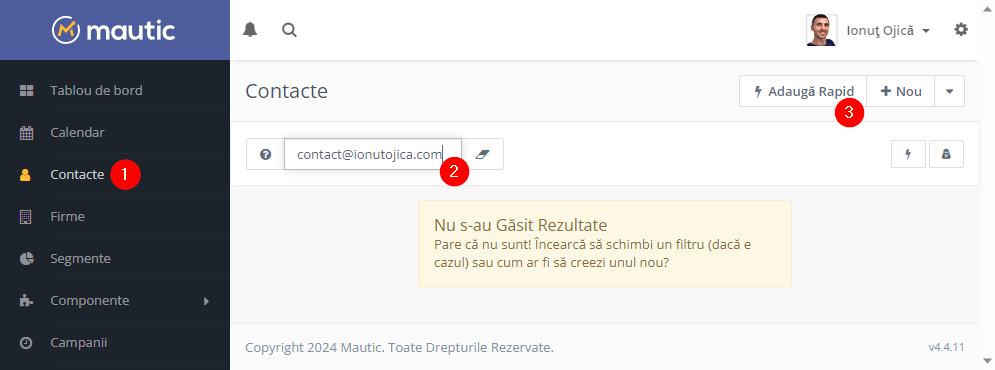 mautic
Ionuţ Ojică
Tablou de bord
Calendar
Contacte 1
Firme
Segmente
Componente
Campanii
Contacte
Adaugă Rapid
Nou
3
contact@ionutojica.com
2
Nu s-au Găsit Rezultate
Pare că nu sunt! Încearcă să schimbi un filtru (dacă e
cazul) sau cum ar fi să creezi unul nou?
Copyright 2024 Mautic. Toate Drepturile Rezervate.
v4.4.11